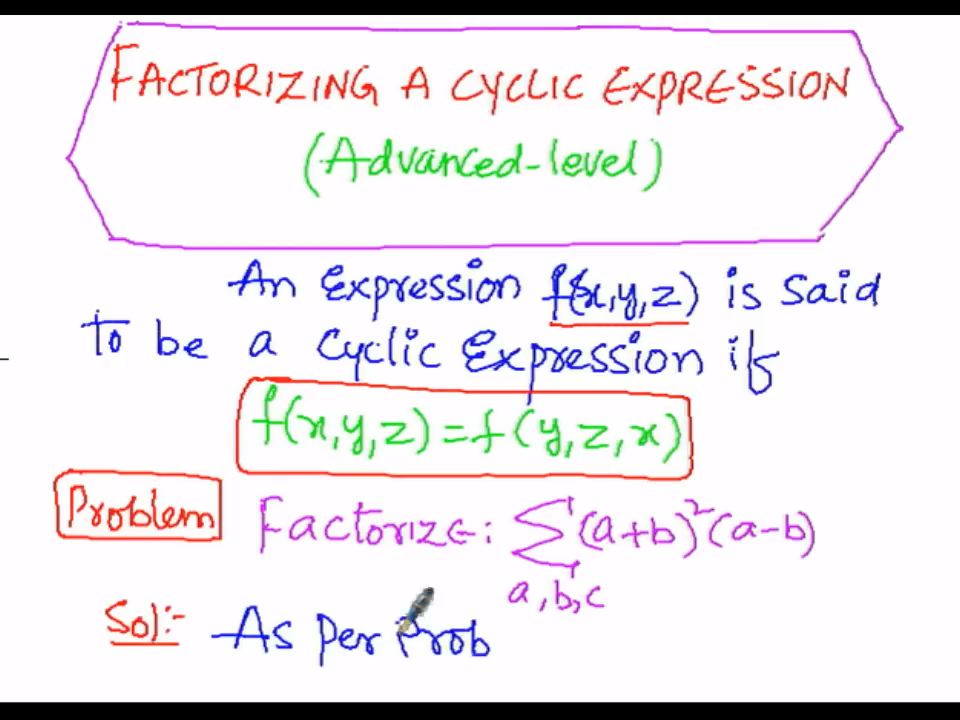 FACTORIZING A CYCLIC EXPRESSION
(Advanced-level)
An Expression f(x,y,z) is said
to be a Cyclic Expression if
f(x,y,z)=f(y,z,x)
Problem Factorize: ∑(a+b)²(a-b)
a,b,c
Sol:- As per Prob